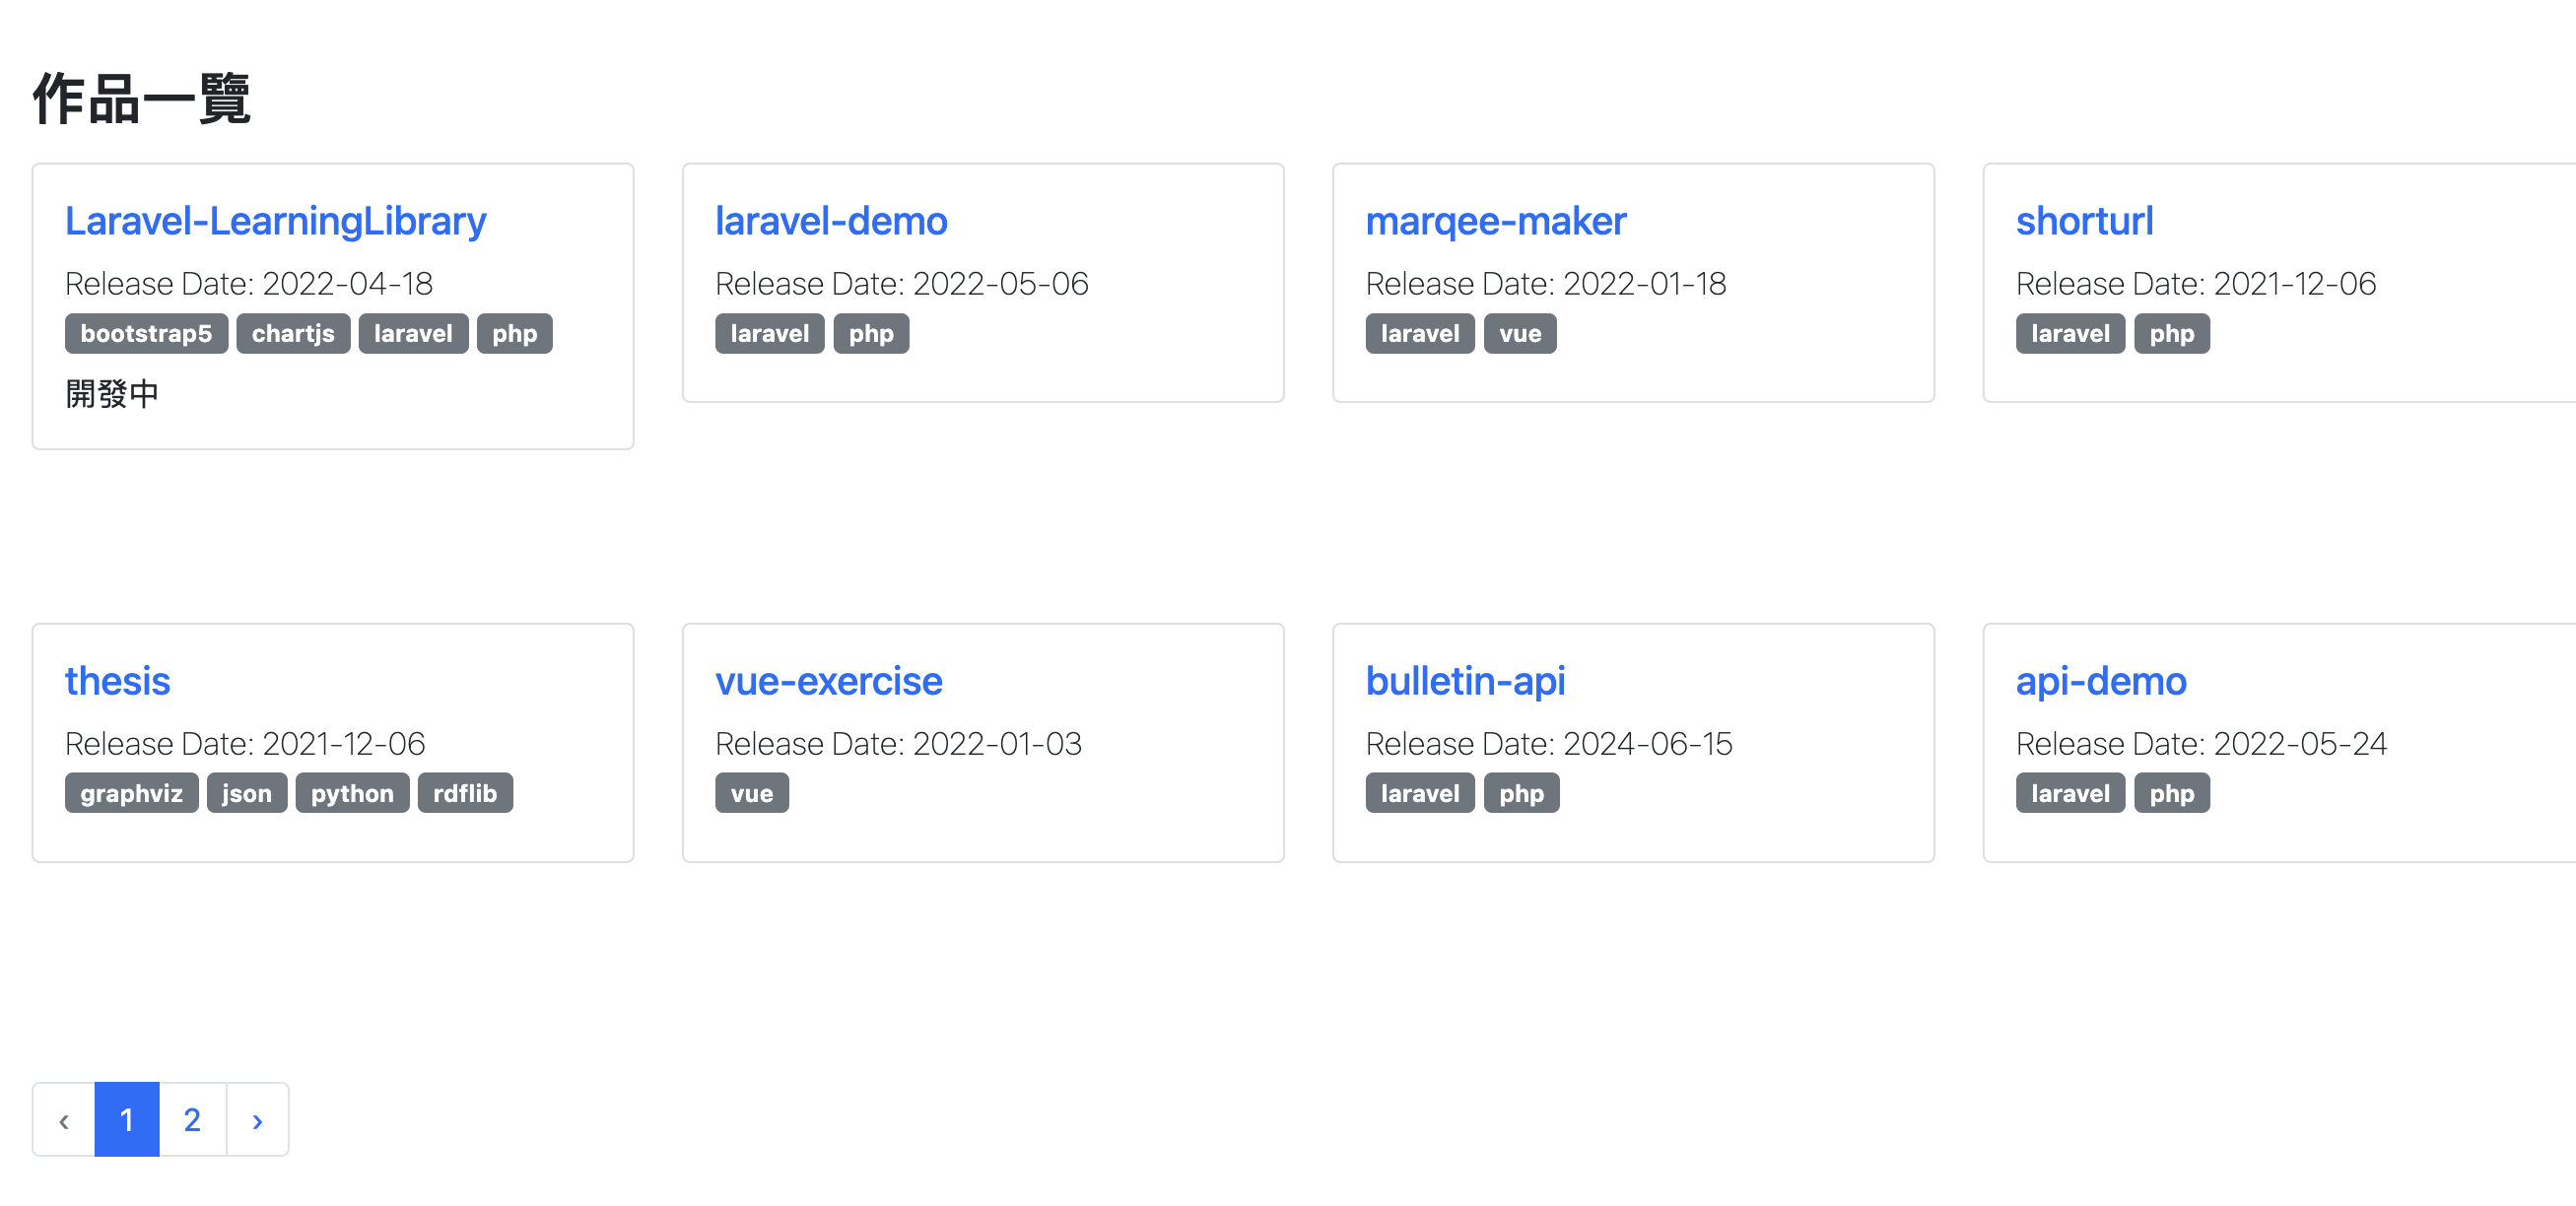 作品一覽
Laravel-LearningLibrary
Release Date: 2022-04-18
bootstrap5 chartjs laravel php
開發中
laravel-demo
Release Date: 2022-05-06
laravel php
marqee-maker
Release Date: 2022-01-18
laravel vue
shorturl
Release Date: 2021-12-06
laravel php
thesis
Release Date: 2021-12-06
graphviz json python rdflib
vue-exercise
Release Date: 2022-01-03
vue
bulletin-api
Release Date: 2024-06-15
laravel php
api-demo
Release Date: 2022-05-24
laravel php
‹ 1 2 ›